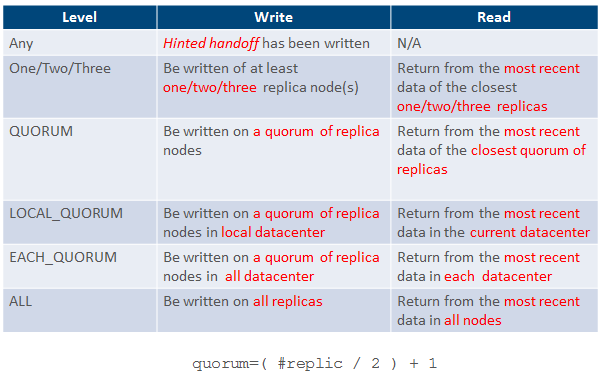 Level Write Read
Any Hinted handoff has been written N/A
One/Two/Three Be written of at least Return from the most recent
one/two/three replica node(s) data of the closest
one/two/three replicas
QUORUM Be written on a quorum of replica Return from the most recent
nodes data of the closest quorum of
replicas
LOCAL_QUORUM Be written on a quorum of replica Return from the most recent
nodes in local datacenter data in the current datacenter
EACH_QUORUM Be written on a quorum of replica Return from the most recent
nodes in all datacenter data in each datacenter
ALL Be written on all replicas Return from the most recent
data in all nodes
quorum=( #replic / 2 ) + 1